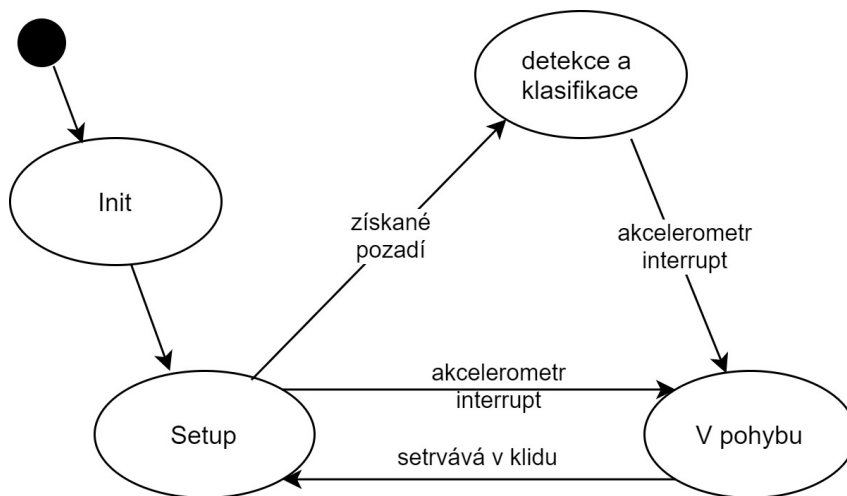 detekce a
klasifikace
Init
získané
pozadí
akcelerometr
interrupt
akcelerometr
interrupt
Setup
V pohybu
setrvává v klidu